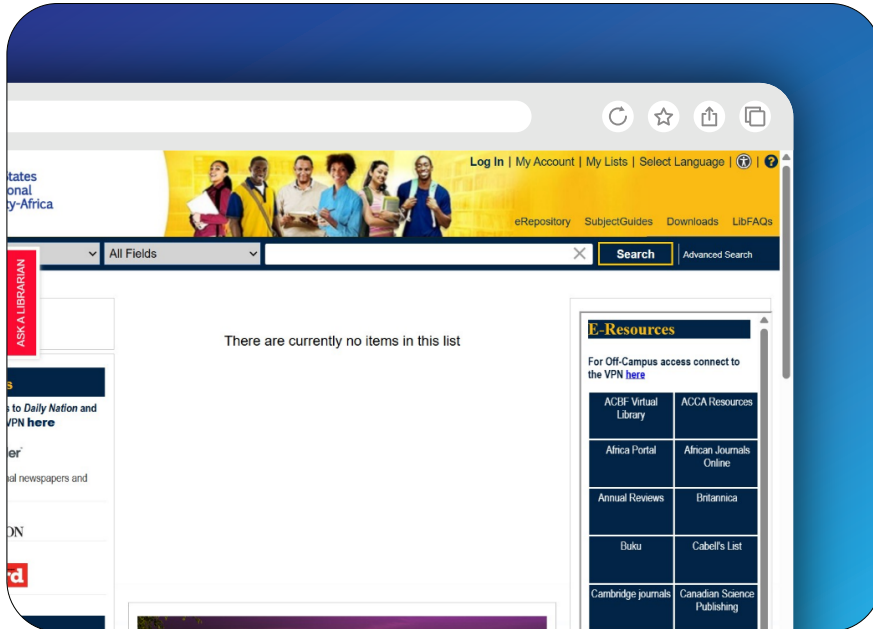 states
onal
ty-Africa
Log In | My Account | My Lists | Select Language |
eRepository SubjectGuides Downloads LibFAQs
All Fields
Search
Advanced Search
ASK A LIBRARIAN
There are currently no items in this list
E-Resources
For Off-Campus access connect to
the VPN here
ACBF Virtual
Library
ACCA Resources
Africa Portal
African Journals
Online
Annual Reviews
Britannica
Buku
Cabell's List
Cambridge journals
Canadian Science
Publishing
s
s to Daily Nation and
VPN here
er
nal newspapers and
ON
rd